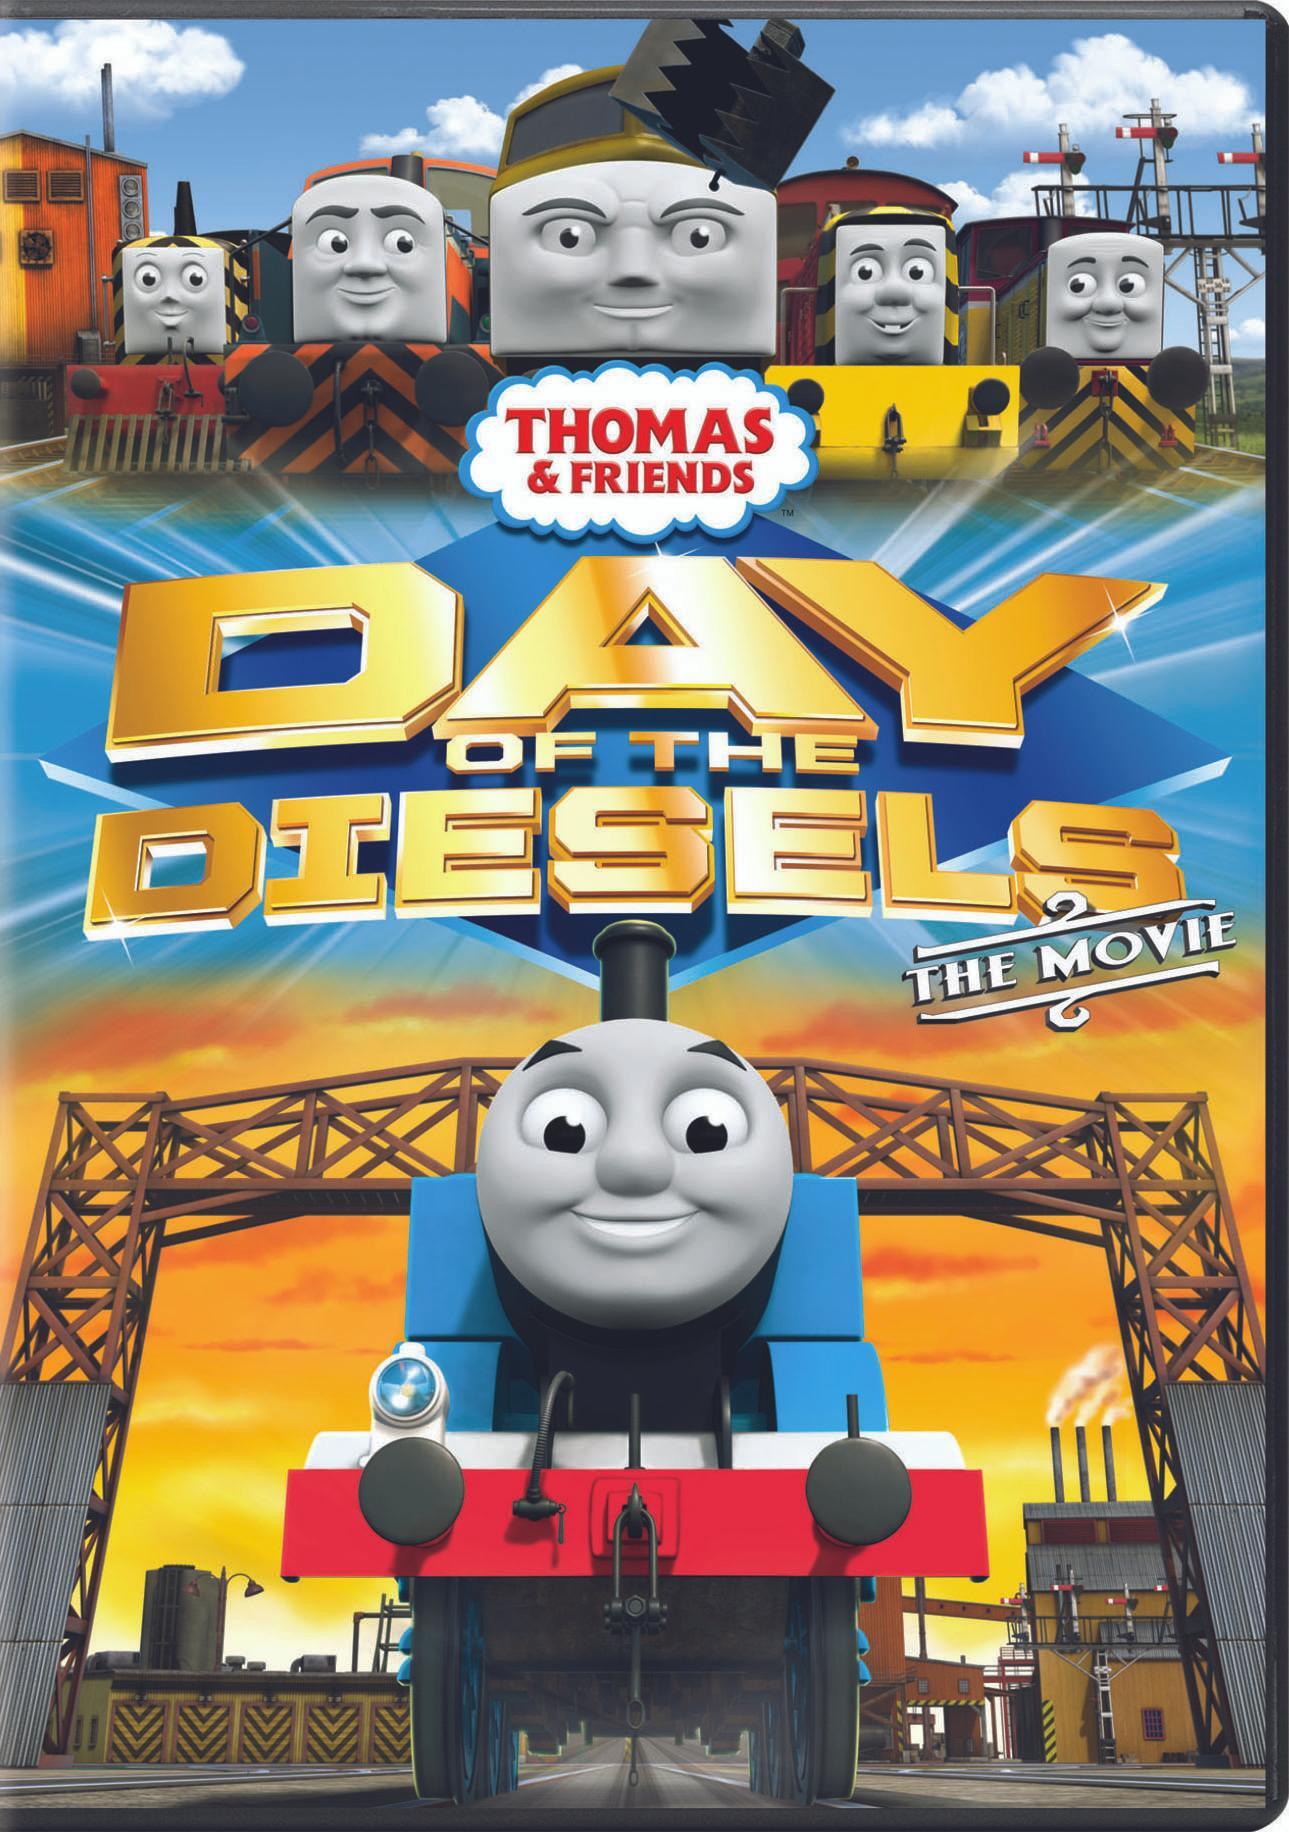 THOMAS
& FRIENDS
TM
DAY
OF THE
DIESELS
THE MOVIE